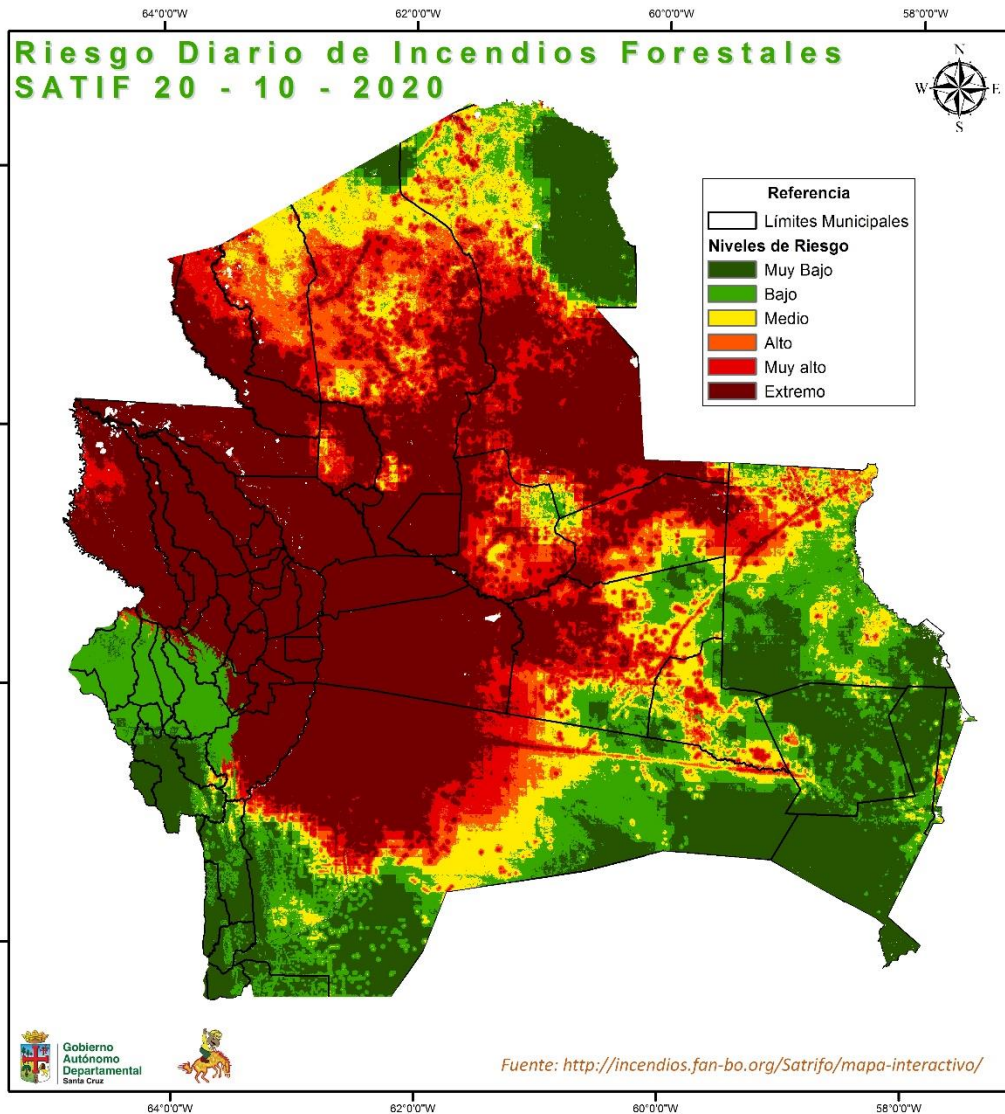 64°0'0"W 62°0'0"W 60°0'0"W 58°0'0"W
Riesgo Diario de Incendios Forestales
SATIF 20 - 10 - 2020
N
W E
S
Referencia
Límites Municipales
Niveles de Riesgo
Muy Bajo
Bajo
Medio
Alto
Muy alto
Extremo
Gobierno
Autónomo
Departamental
Santa Cruz
Fuente: http://incendios.fan-bo.org/Satrifo/mapa-interactivo/
64°0'0"W 62°0'0"W 60°0'0"W 58°0'0"W